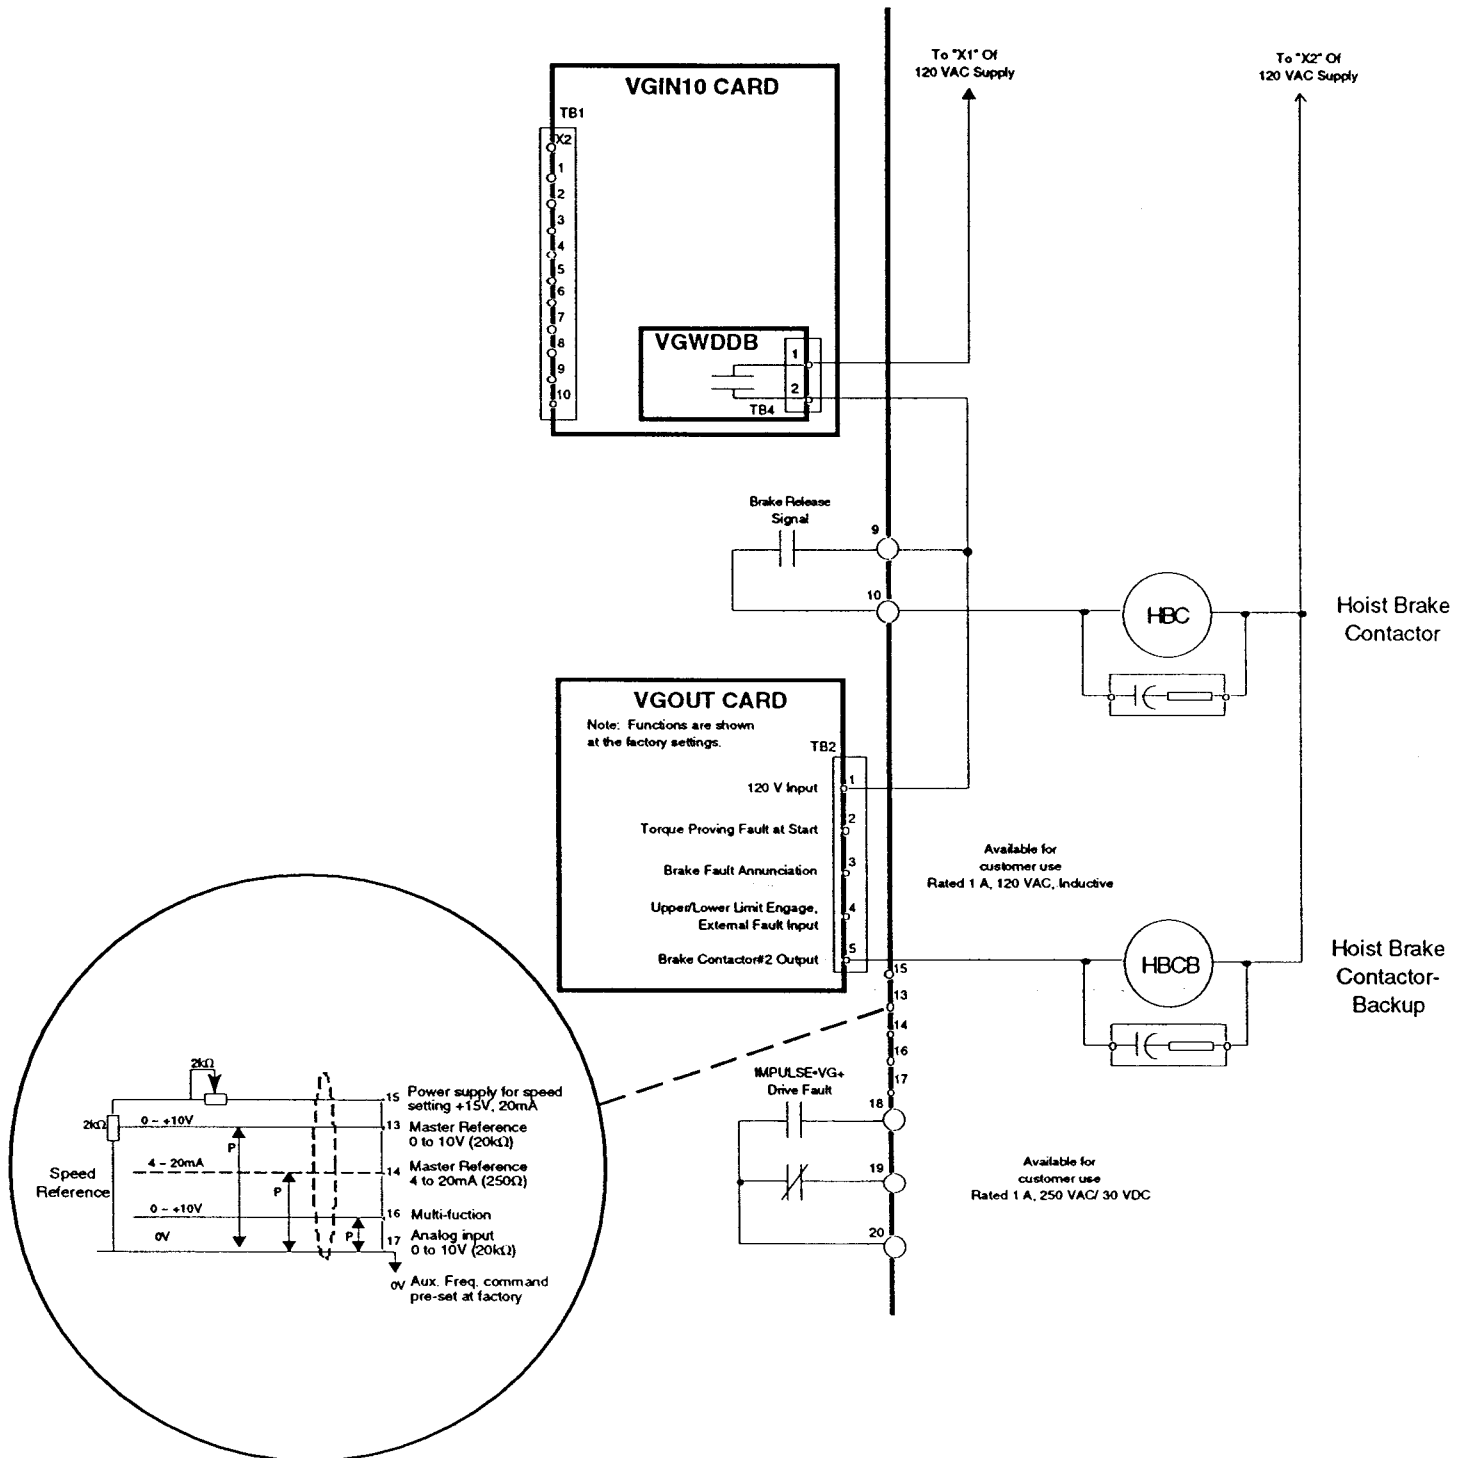 To "X1" Of
120 VAC Supply
To "X2" Of
120 VAC Supply
VGIN10 CARD
TB1
X2
1
2
3
4
5
6
7
8
9
10
VGWDDB
1
2
TB4
Brake Release
Signal
9
10
HBC
Hoist Brake
Contactor
VGOUT CARD
Note: Functions are shown
at the factory settings.
TB2
120 V Input
1
Torque Proving Fault at Start
2
Brake Fault Annunciation
3
Upper/Lower Limit Engage,
External Fault Input
4
Brake Contactor#2 Output
5
Available for
customer use
Rated 1 A, 120 VAC, Inductive
HBCB
Hoist Brake
Contactor-
Backup
15
13
14
16
17
IMPULSE•VG+
Drive Fault
18
19
20
Available for
customer use
Rated 1 A, 250 VAC/ 30 VDC
2kΩ
15 Power supply for speed
setting +15V, 20mA
2kΩ
0 ~ +10V
P
13 Master Reference
0 to 10V (20kΩ)
Speed
Reference
4 ~ 20mA
P
14 Master Reference
4 to 20mA (250Ω)
0 ~ +10V
P
16 Multi-fuction
0V
17 Analog input
0 to 10V (20kΩ)
0V Aux. Freq. command
pre-set at factory